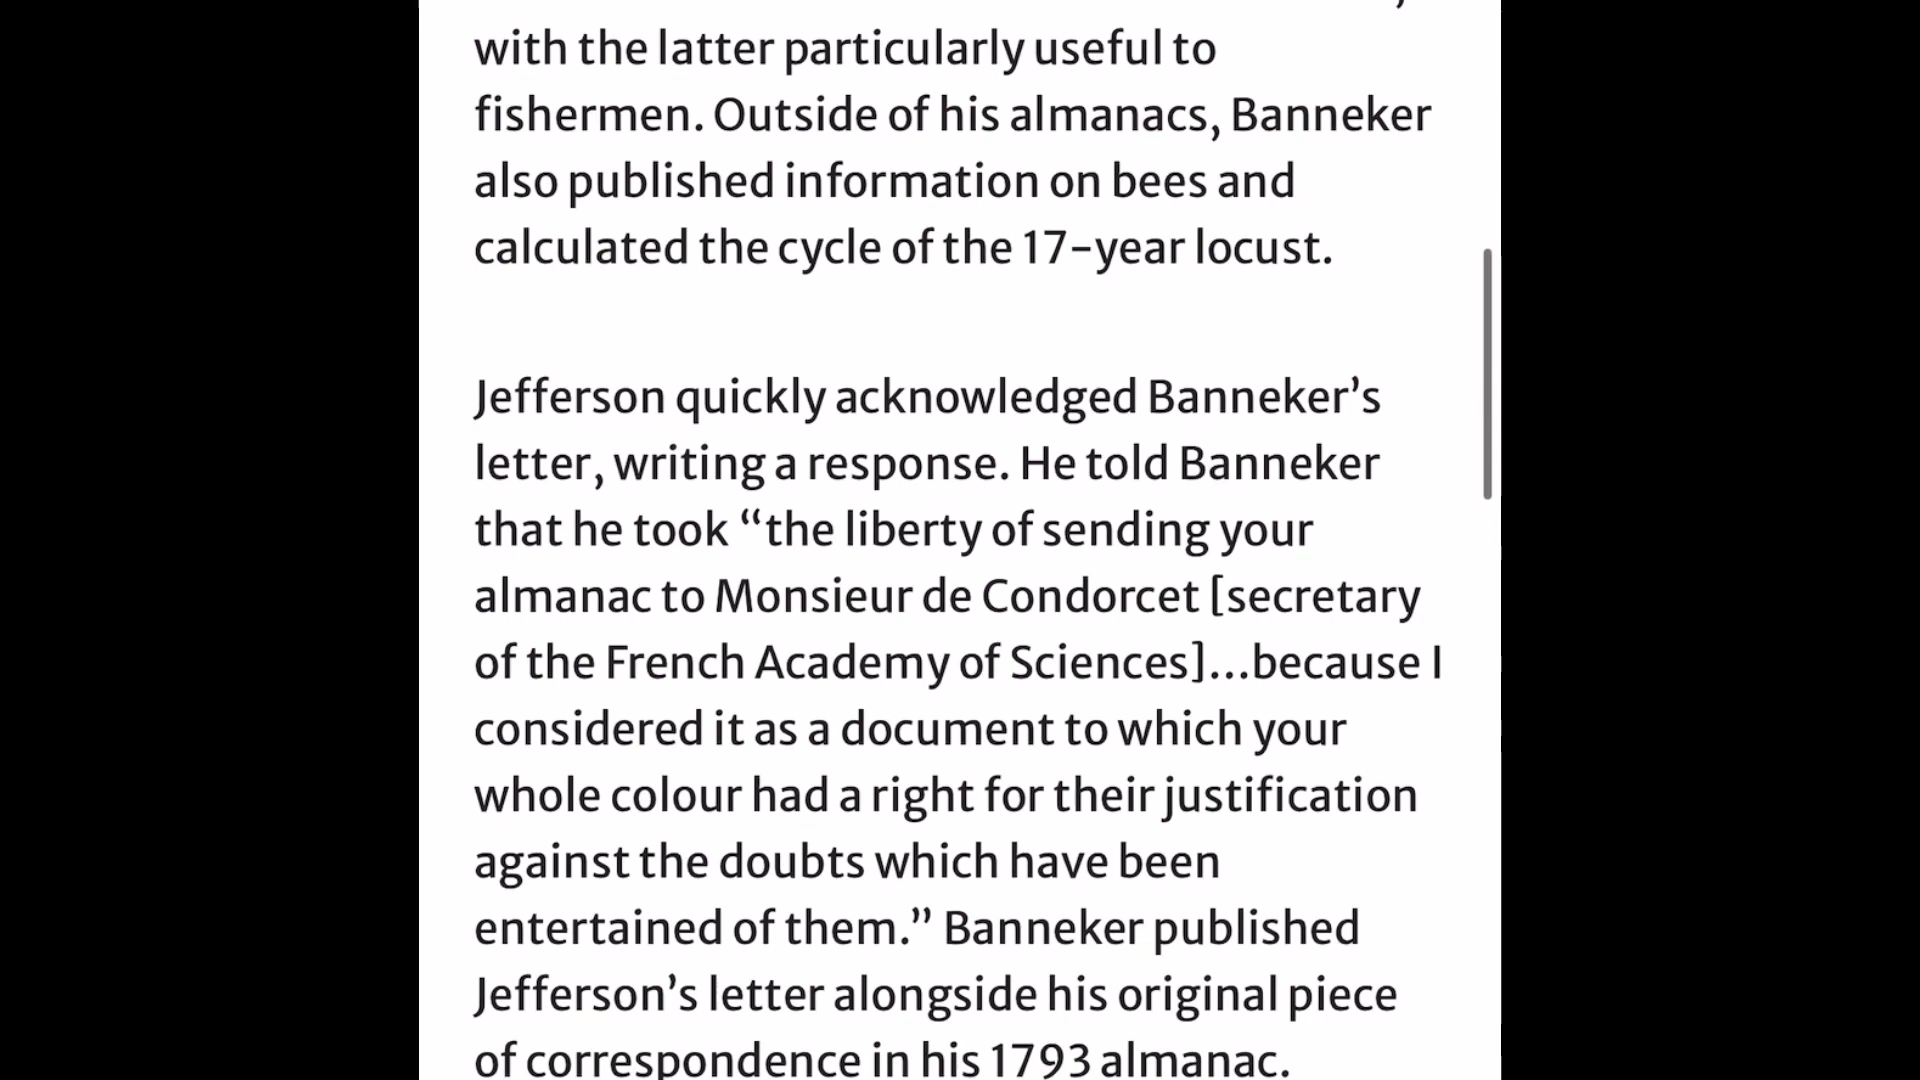 with the latter particularly useful to
fishermen. Outside of his almanacs, Banneker
also published information on bees and
calculated the cycle of the 17-year locust.
Jefferson quickly acknowledged Banneker’s
letter, writing a response. He told Banneker
that he took “the liberty of sending your
almanac to Monsieur de Condorcet [secretary
of the French Academy of Sciences]...because I
considered it as a document to which your
whole colour had a right for their justification
against the doubts which have been
entertained of them.” Banneker published
Jefferson’s letter alongside his original piece
of correspondence in his 1793 almanac.